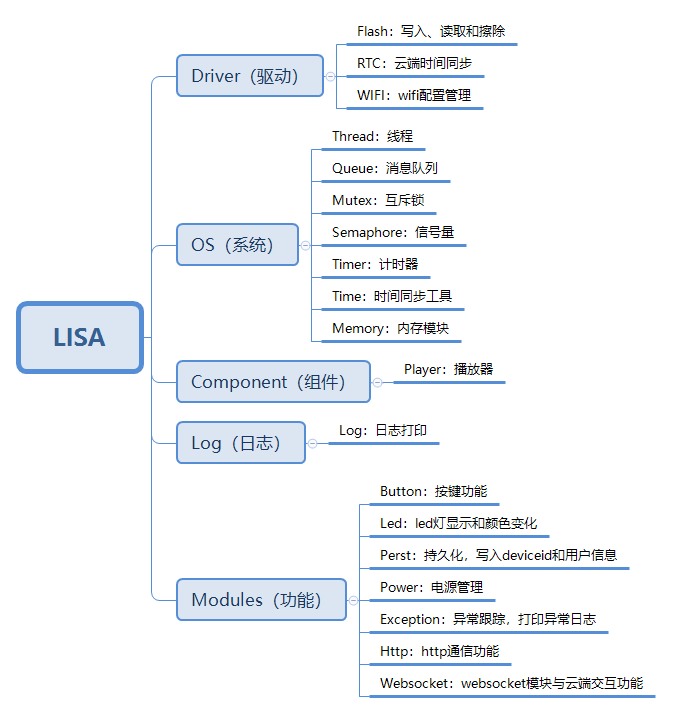 Flash：写入、读取和擦除
Driver（驱动）
RTC：云端时间同步
WIFI：wifi配置管理
Thread：线程
Queue：消息队列
Mutex：互斥锁
OS（系统）
Semaphore：信号量
Timer：计时器
Time：时间同步工具
Memory：内存模块
LISA
Component（组件）
Player：播放器
Log（日志）
Log：日志打印
Button：按键功能
Led：led灯显示和颜色变化
Perst：持久化，写入deviceid和用户信息
Power：电源管理
Modules（功能）
Exception：异常跟踪，打印异常日志
Http：http通信功能
Websocket：websocket模块与云端交互功能